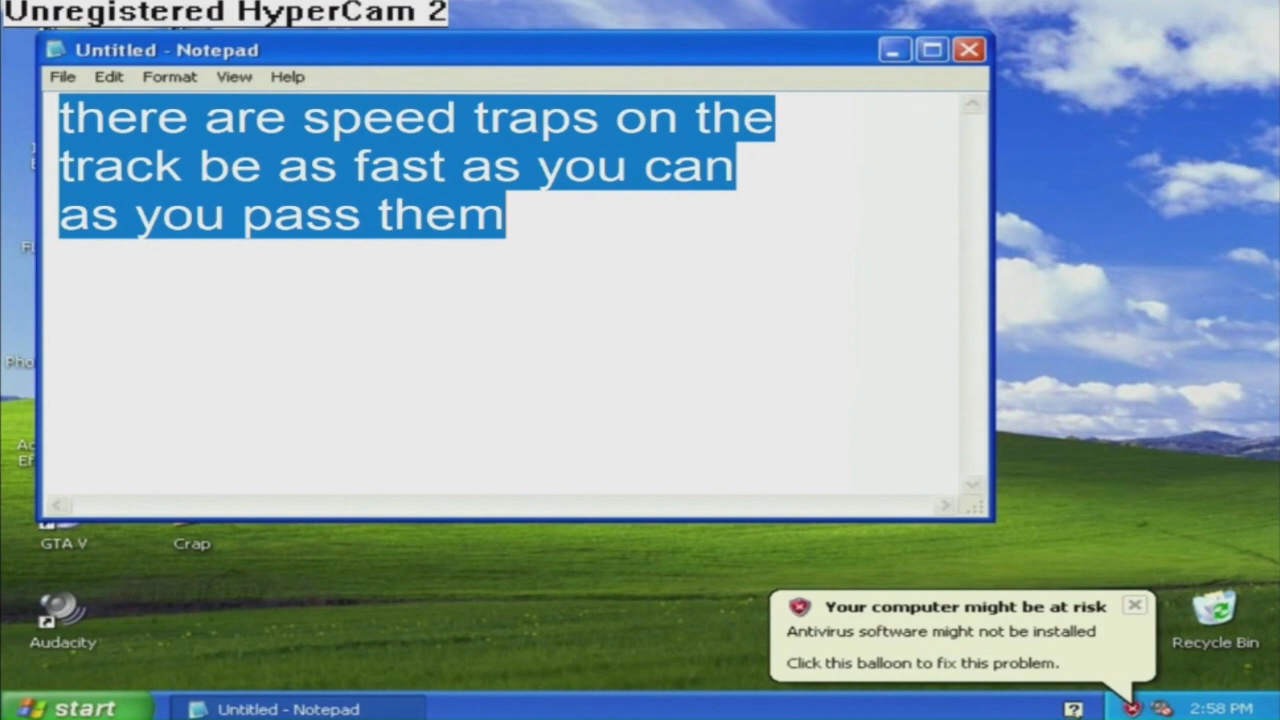 Unregistered HyperCam 2
Untitled - Notepad
File Edit Format View Help
there are speed traps on the
track be as fast as you can
as you pass them
GTA V
Crap
Audacity
Your computer might be at risk
Antivirus software might not be installed
Click this balloon to fix this problem.
Recycle Bin
start
Untitled - Notepad
?
2:58 PM